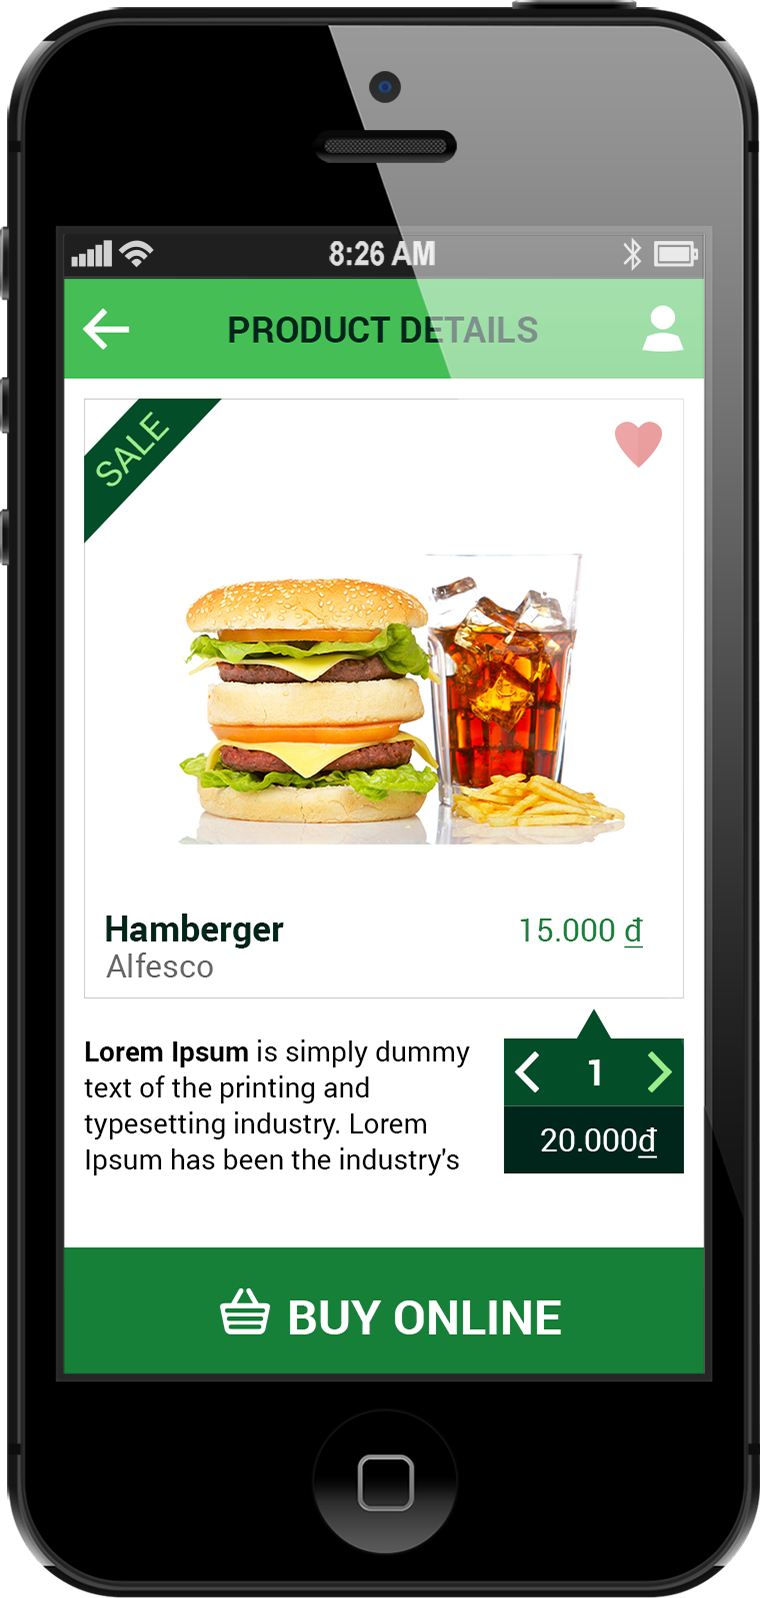 8:26 AM
PRODUCT DETAILS
SALE
Hamberger
15.000 đ
Alfesco
Lorem Ipsum is simply dummy
text of the printing and
typesetting industry. Lorem
Ipsum has been the industry's
1
20.000đ
BUY ONLINE